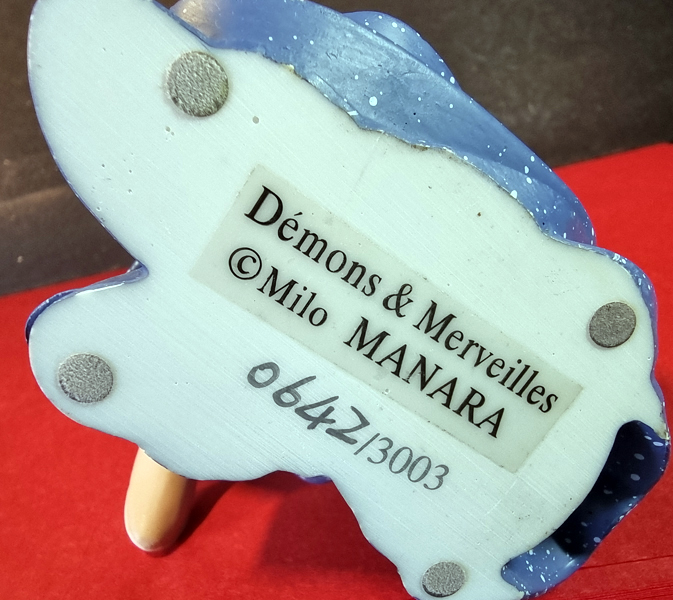 Démons & Merveilles
©Milo MANARA
0642/3003